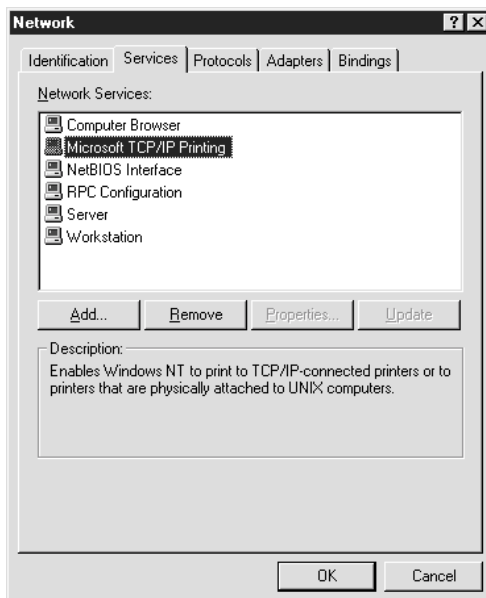 Network
Identification Services Protocols Adapters Bindings
Network Services:
Computer Browser
Microsoft TCP/IP Printing
NetBIOS Interface
RPC Configuration
Server
Workstation
Add... Remove Properties... Update
Description:
Enables Windows NT to print to TCP/IP-connected printers or to
printers that are physically attached to UNIX computers.
OK Cancel